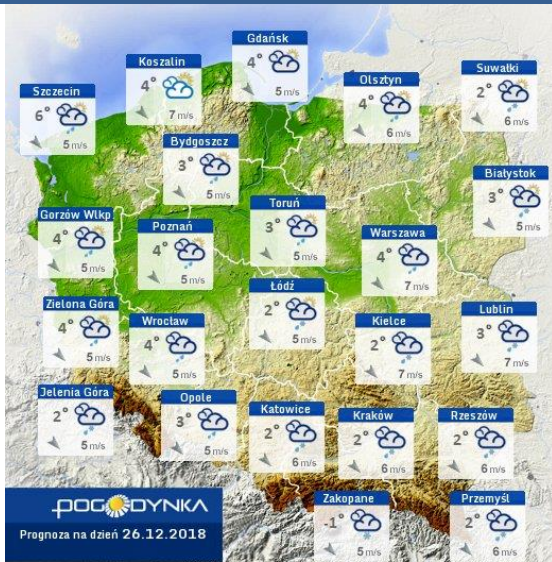 Gdańsk
4°
5 m/s
Koszalin
4°
7 m/s
Olsztyn
4°
6 m/s
Suwałki
2°
6 m/s
Szczecin
6°
5 m/s
Bydgoszcz
3°
5 m/s
Białystok
3°
5 m/s
Gorzów Wlkp
4°
5 m/s
Poznań
4°
5 m/s
Toruń
3°
5 m/s
Warszawa
4°
7 m/s
Zielona Góra
4°
5 m/s
Wrocław
4°
5 m/s
Łódź
2°
5 m/s
Kielce
2°
7 m/s
Lublin
3°
7 m/s
Jelenia Góra
2°
5 m/s
Opole
3°
5 m/s
Katowice
2°
6 m/s
Kraków
2°
6 m/s
Rzeszów
2°
6 m/s
Zakopane
-1°
5 m/s
Przemyśl
2°
6 m/s
POGODYNKA
Prognoza na dzień 26.12.2018